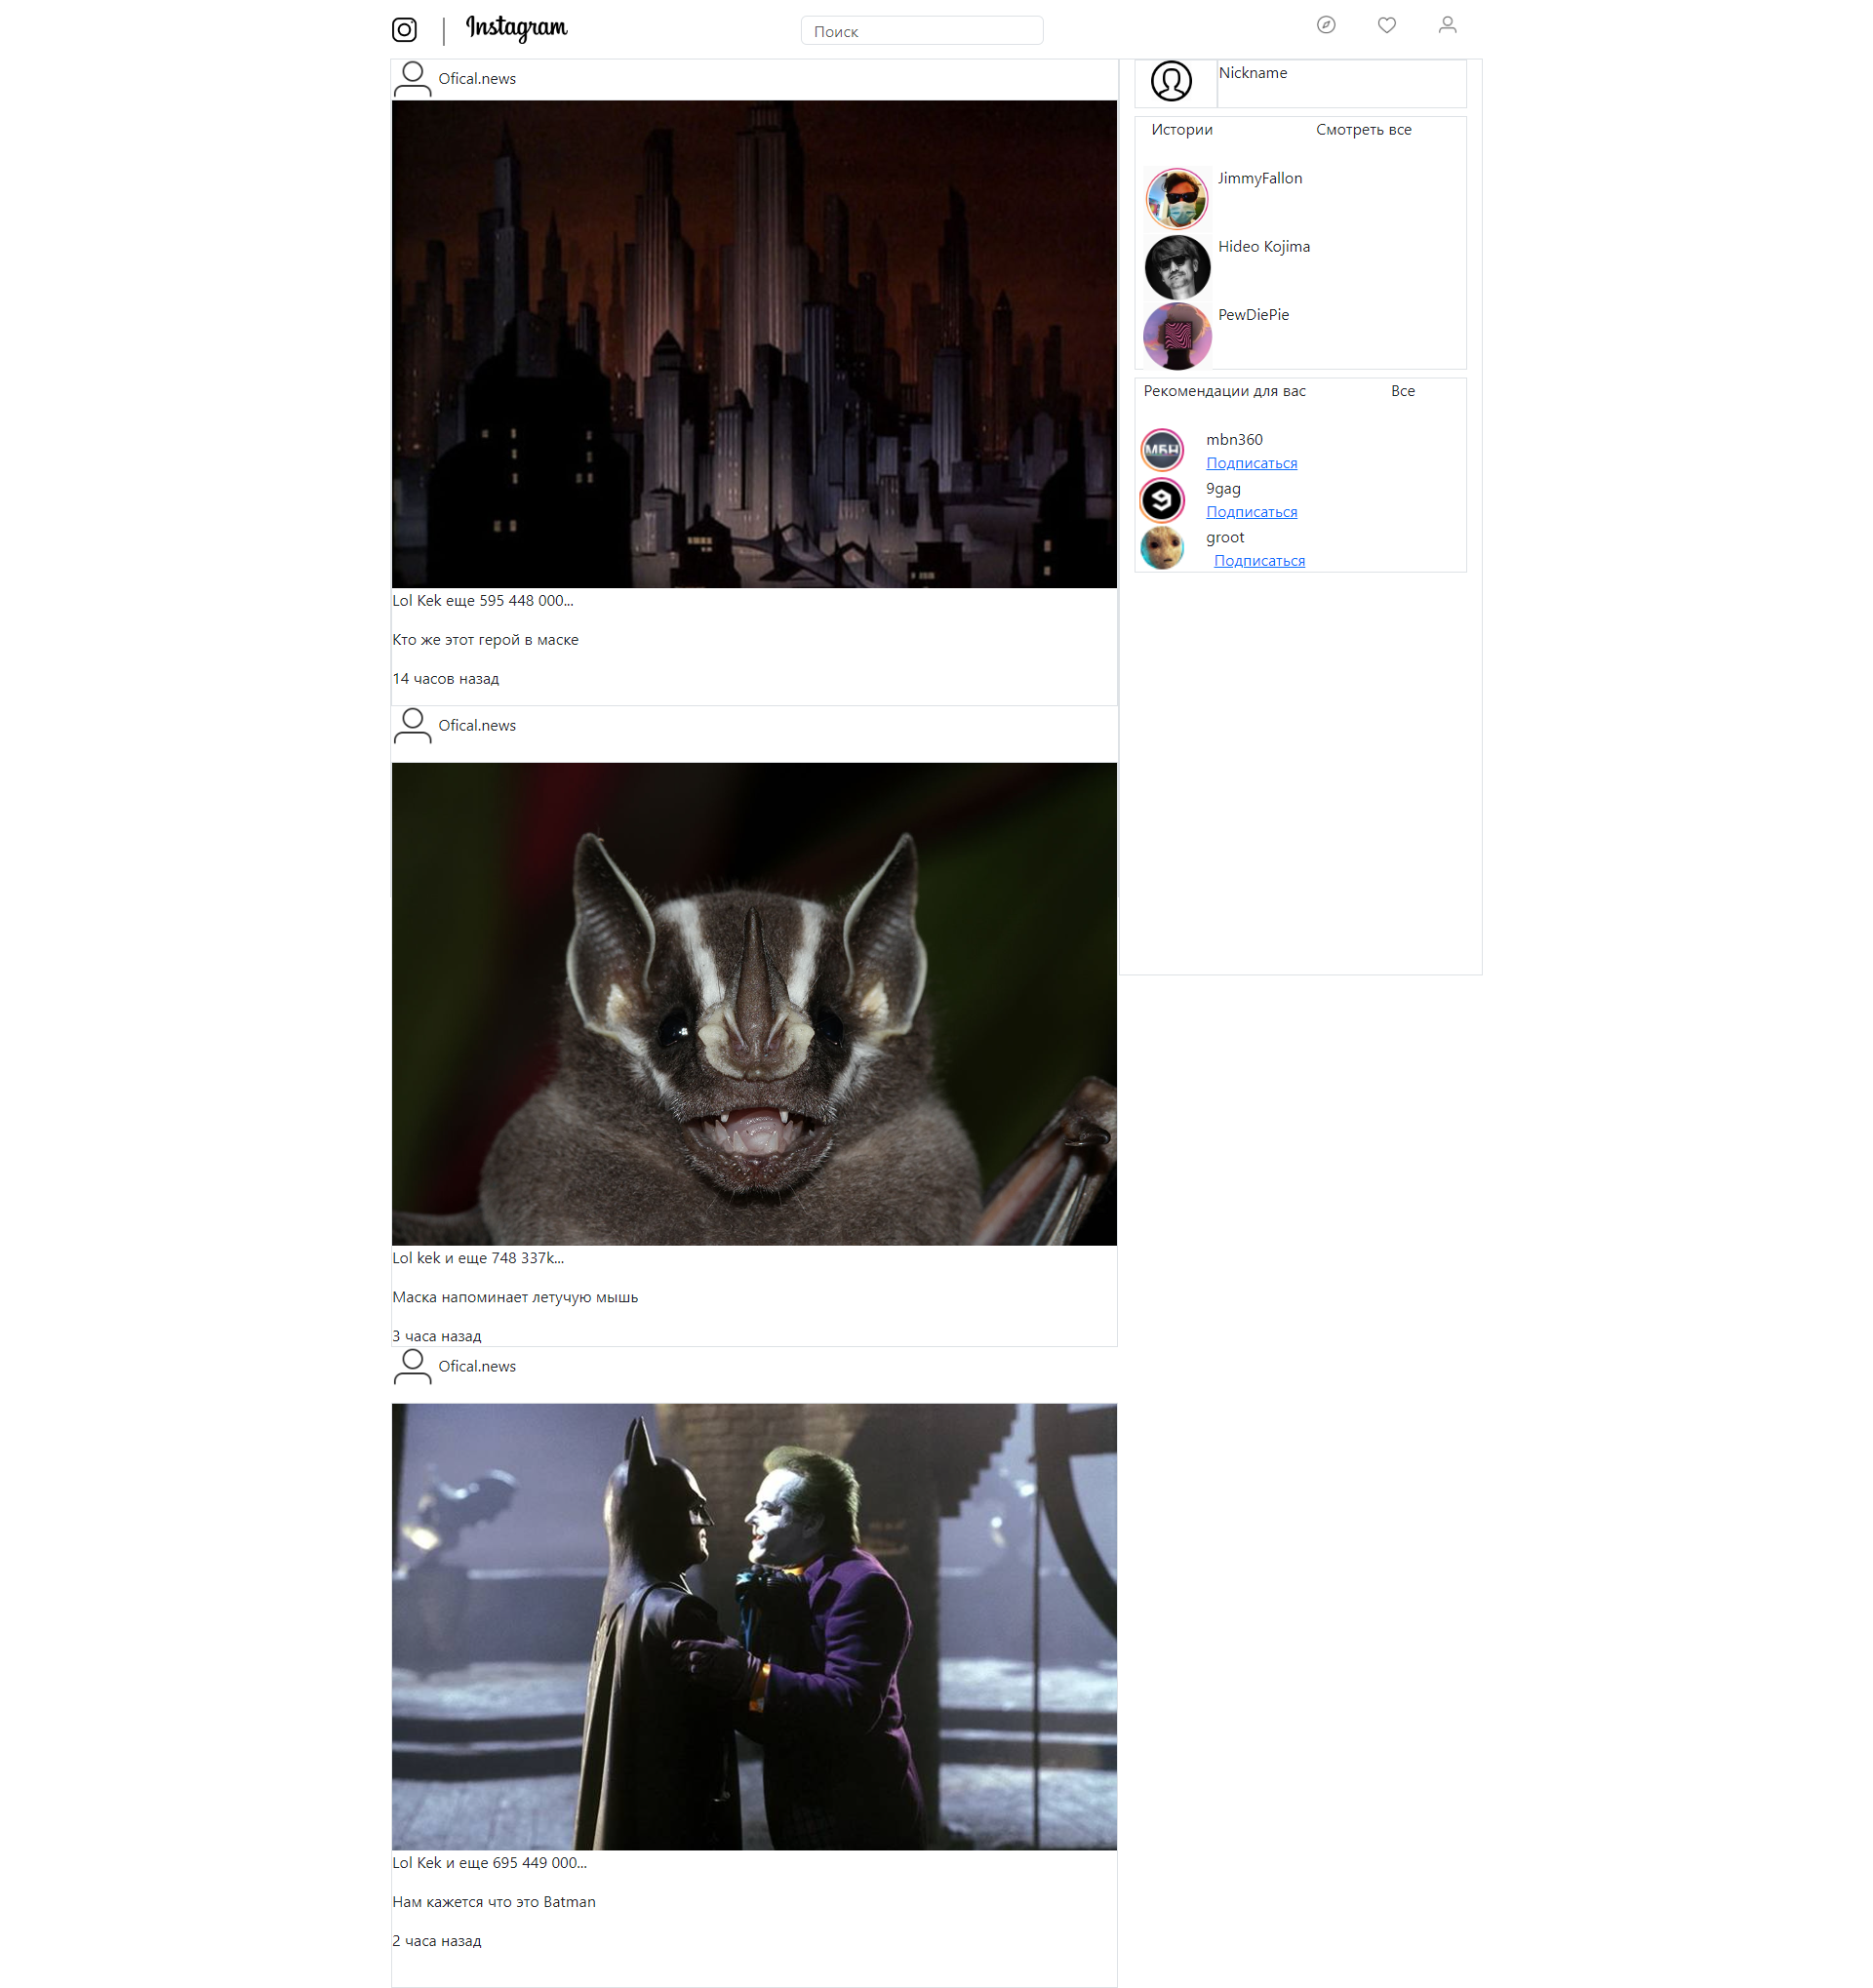 Instagram
Поиск
Ofical.news
Lol Kek еще 595 448 000...
Кто же этот герой в маске
14 часов назад
Ofical.news
Lol kek и еще 748 337k...
Маска напоминает летучую мышь
3 часа назад
Ofical.news
Lol Kek и еще 695 449 000...
Нам кажется что это Batman
2 часа назад
Nickname
Истории Смотреть все
JimmyFallon
Hideo Kojima
PewDiePie
Рекомендации для вас Все
МБН
mbn360
Подписаться
9
9gag
Подписаться
groot
Подписаться